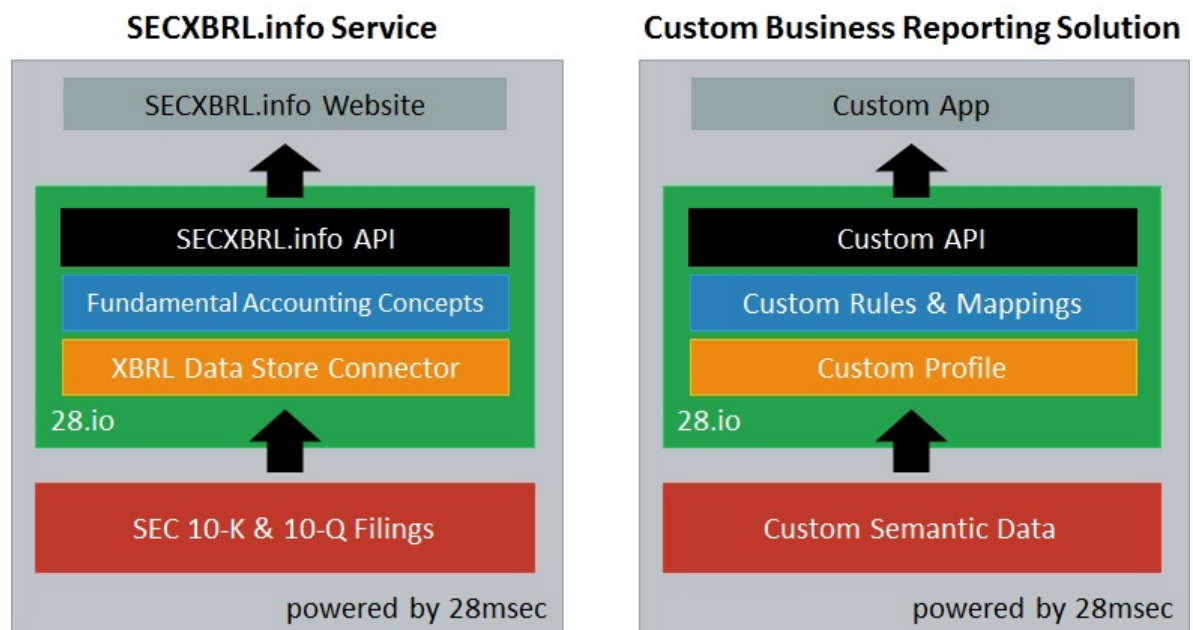 SECXBRL.info Service
SECXBRL.info Website
SECXBRL.info API
Fundamental Accounting Concepts
XBRL Data Store Connector
28.io
SEC 10-K & 10-Q Filings
powered by 28msec
Custom Business Reporting Solution
Custom App
Custom API
Custom Rules & Mappings
Custom Profile
28.io
Custom Semantic Data
powered by 28msec